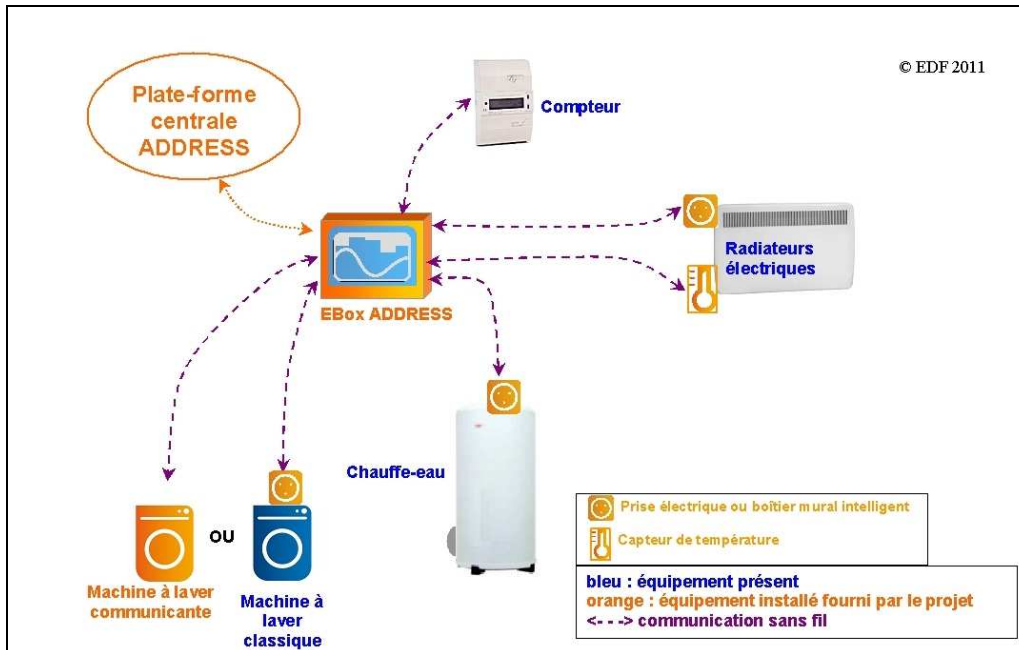 © EDF 2011
Plate-forme
centrale
ADDRESS
Compteur
Radiateurs
électriques
EBox ADDRESS
Chauffe-eau
OU
Machine à laver
communicante
Machine à
laver
classique
Prise électrique ou boîtier mural intelligent
Capteur de température
bleu : équipement présent
orange : équipement installé fourni par le projet
<- - -> communication sans fil